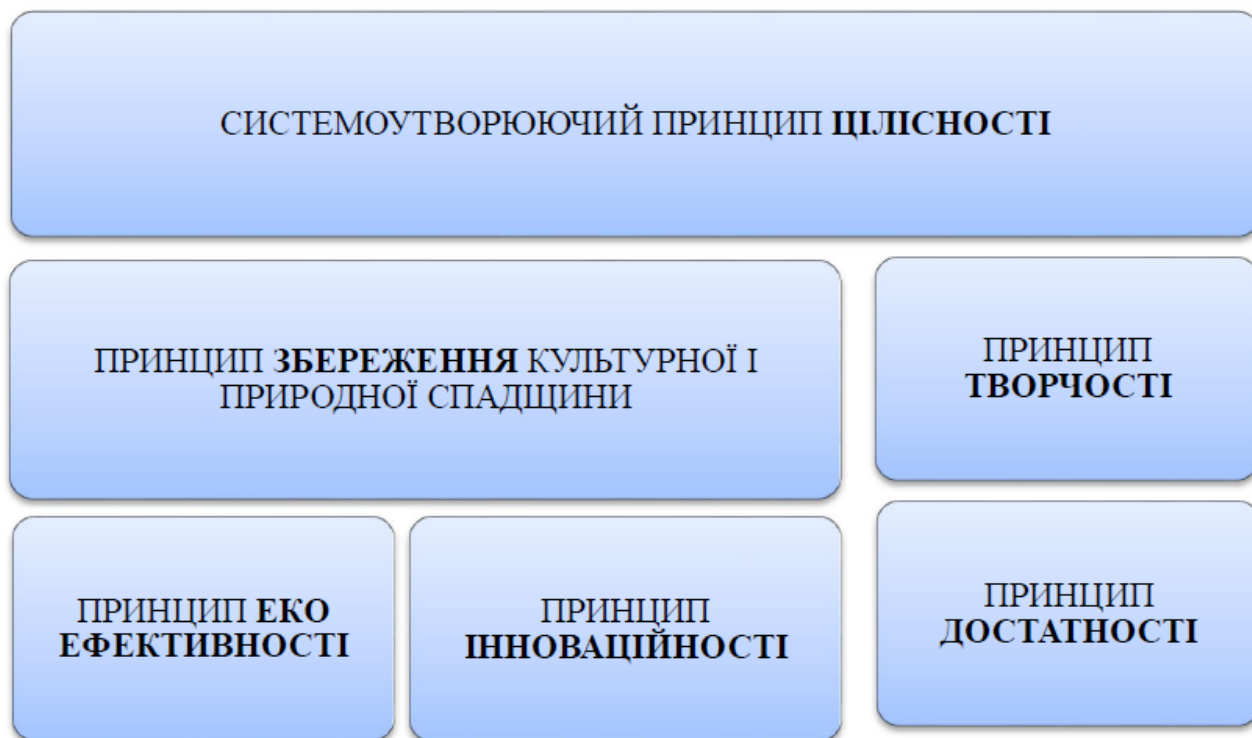 СИСТЕМОУТВОРЮЮЧИЙ ПРИНЦИП ЦІЛІСНОСТІ
ПРИНЦИП ЗБЕРЕЖЕННЯ КУЛЬТУРНОЇ І
ПРИРОДНОЇ СПАДЩИНИ
ПРИНЦИП
ТВОРЧОСТІ
ПРИНЦИП ЕКО
ЕФЕКТИВНОСТІ
ПРИНЦИП
ІННОВАЦІЙНОСТІ
ПРИНЦИП
ДОСТАТНОСТІ